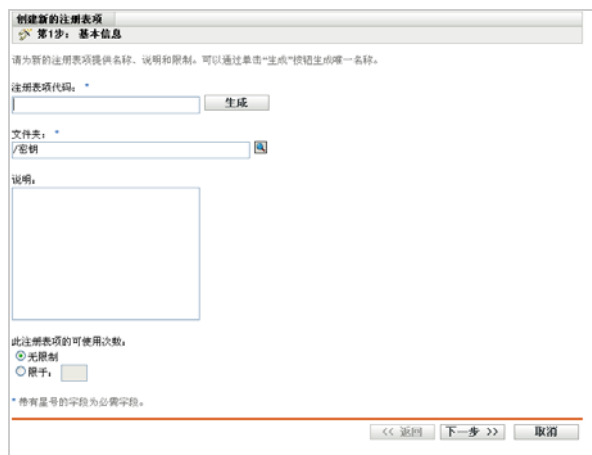 创建新的注册表项
第1步：基本信息
请为新的注册表项提供名称、说明和限制。可以通过单击“生成”按钮生成唯一名称。
注册表项代码：*
生成
文件夹：*
/密钥
说明：
此注册表项的可使用次数：
无限制
限于：
* 带有星号的字段为必需字段。
<< 返回 下一步 >> 取消